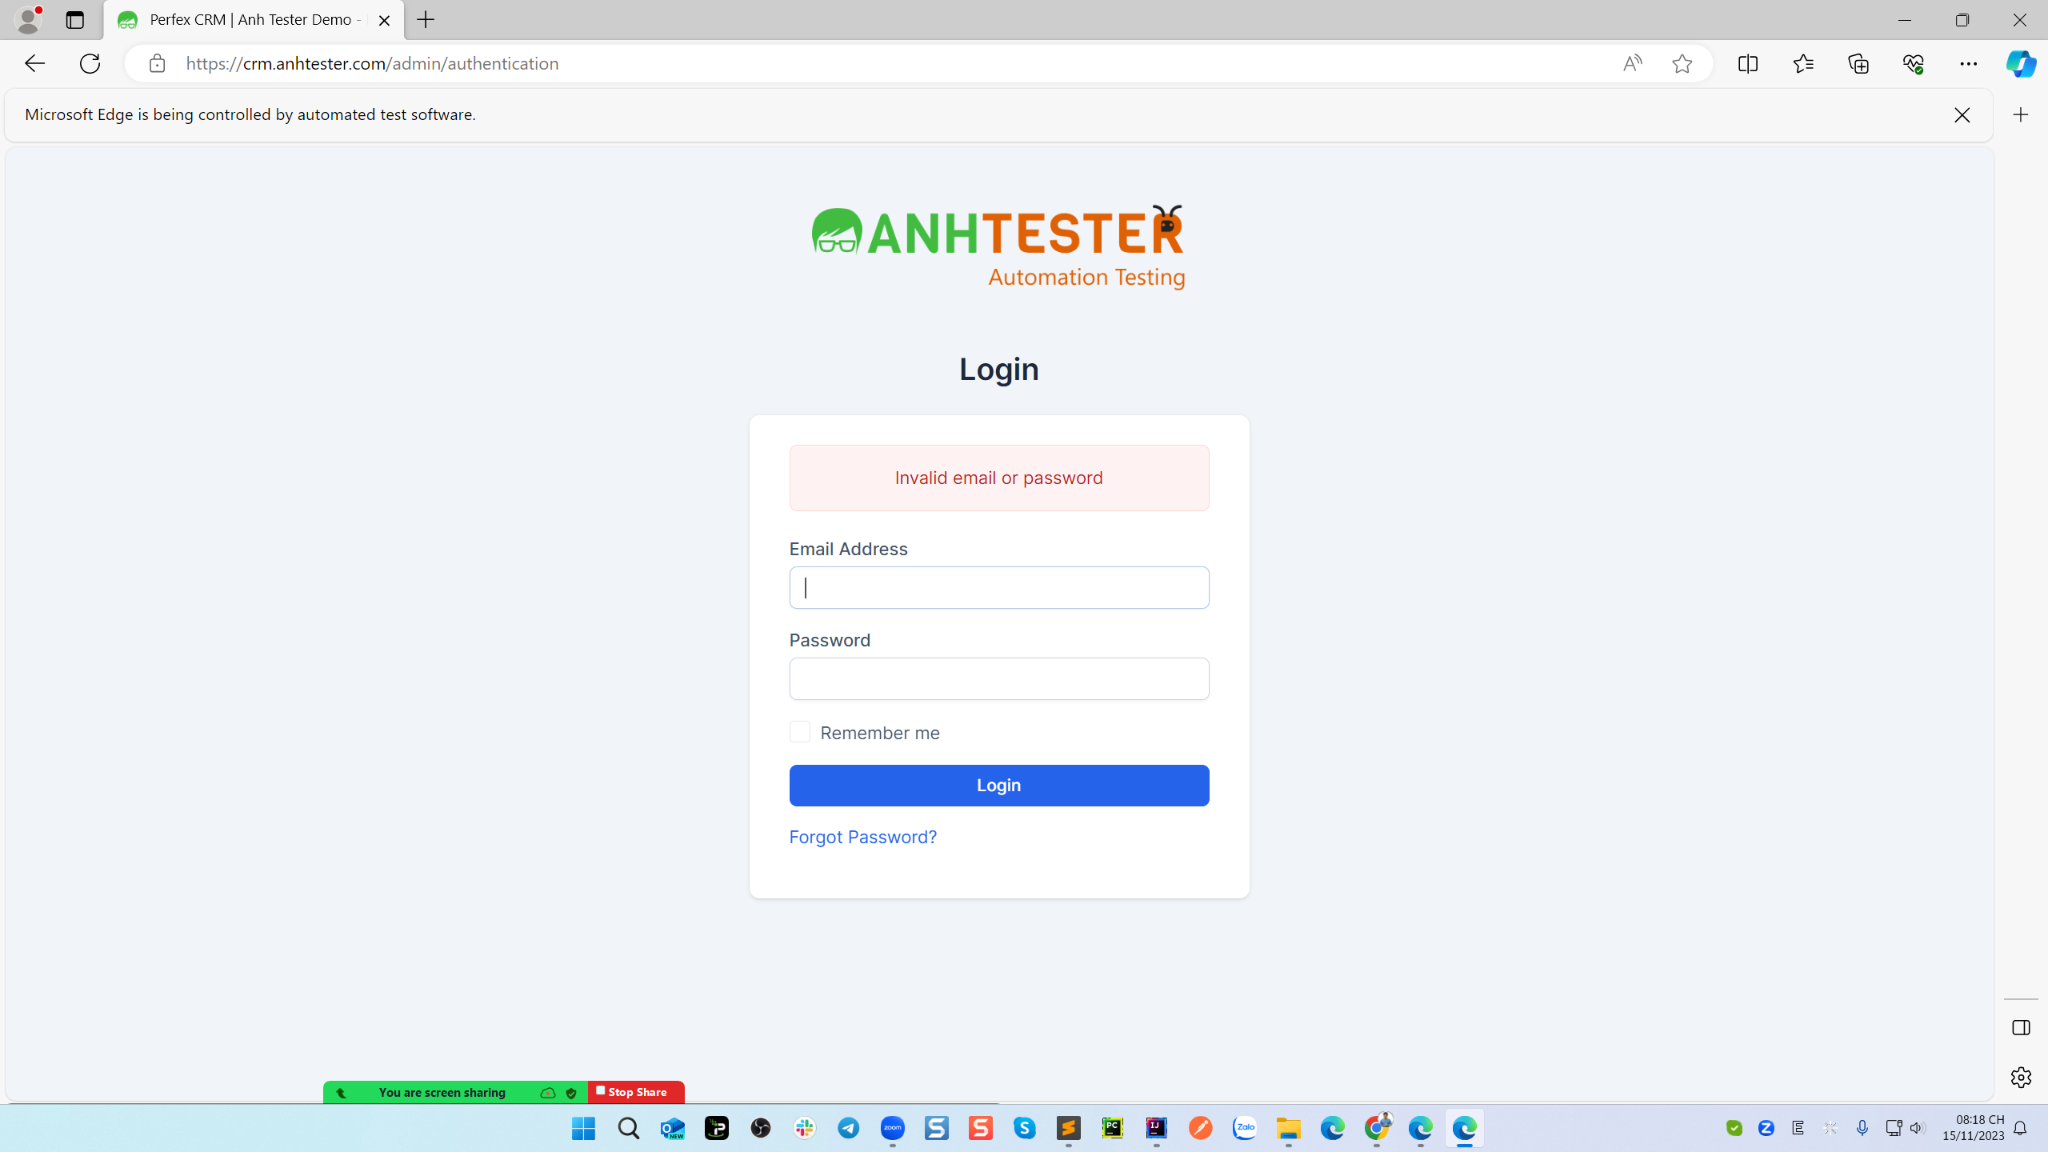 Perfex CRM | Anh Tester Demo -
https://crm.anhtester.com/admin/authentication
Microsoft Edge is being controlled by automated test software.
ANHTESTER
Automation Testing
Login
Invalid email or password
Email Address
Password
Remember me
Login
Forgot Password?
You are screen sharing
Stop Share
08:18 CH
15/11/2023